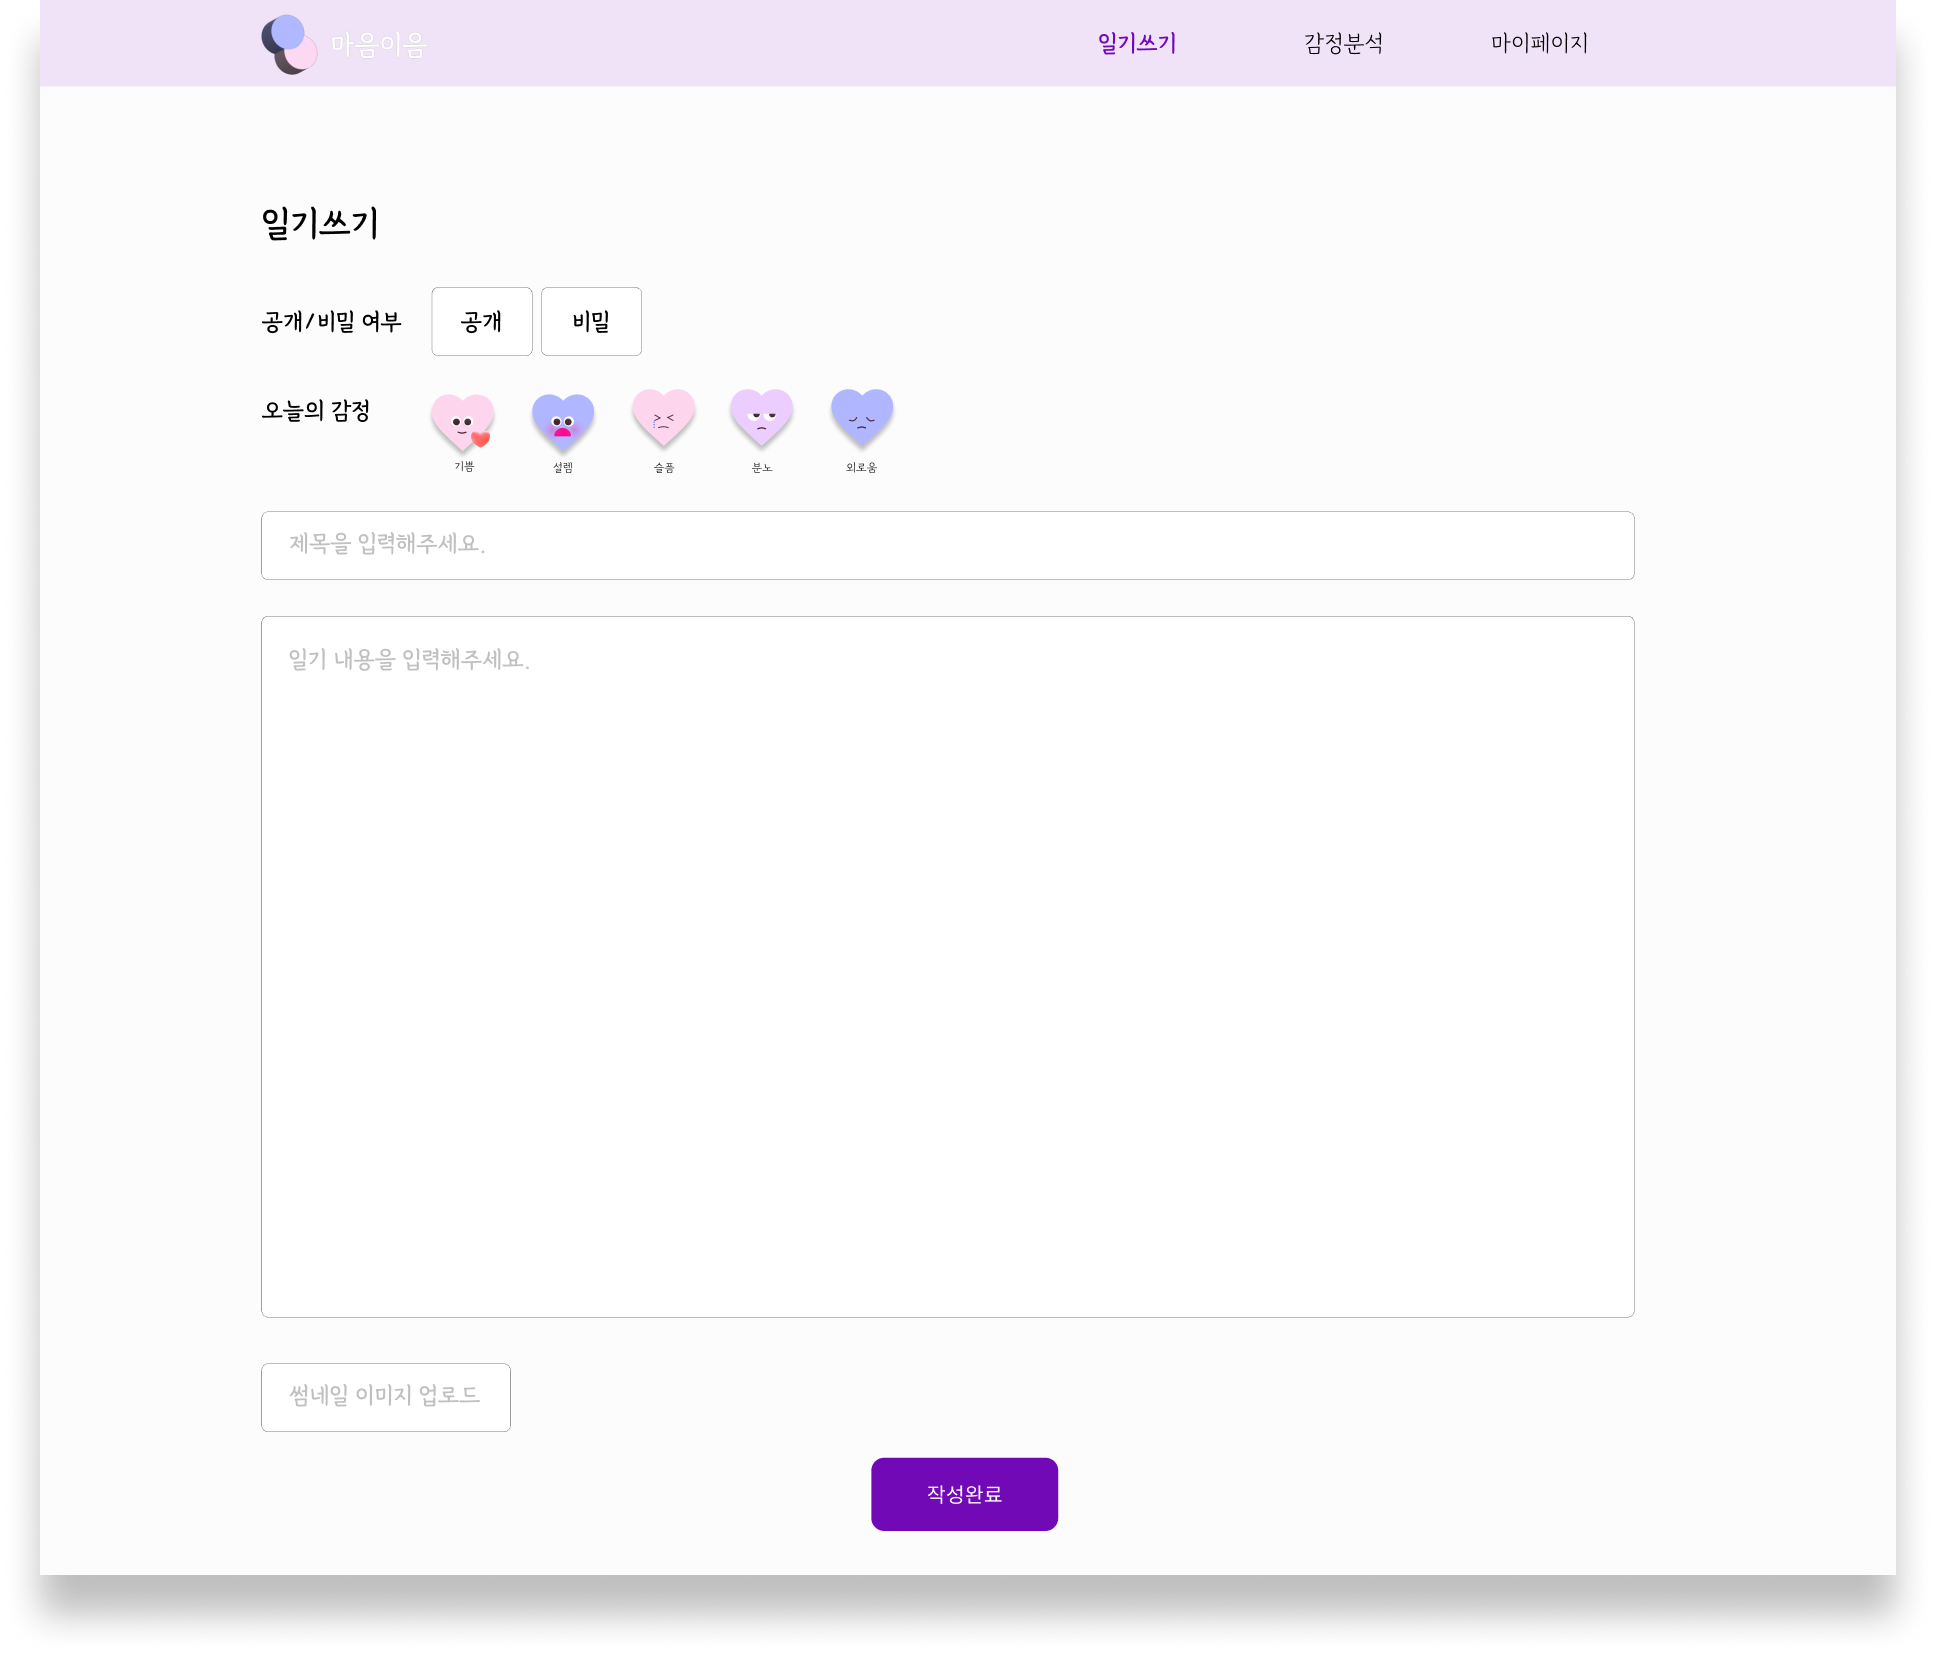 마음이음 일기쓰기 감정분석 마이페이지
일기쓰기
공개/비밀 여부 공개 비밀
오늘의 감정
기쁨 설렘 슬픔 분노 외로움
제목을 입력해주세요.
일기 내용을 입력해주세요.
썸네일 이미지 업로드
작성완료